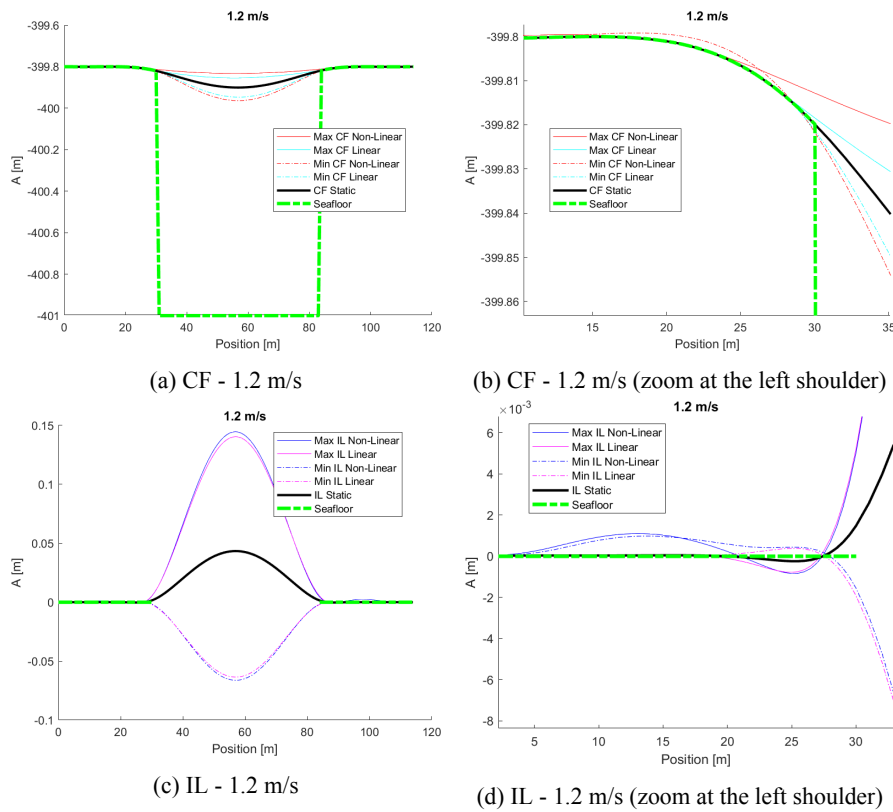 1.2 m/s
-399.6
-399.8
-400
-400.2
-400.4
-400.6
-400.8
-401
A [m]
Max CF Non-Linear
Max CF Linear
Min CF Non-Linear
Min CF Linear
CF Static
Seafloor
0 20 40 60 80 100 120
Position [m]
(a) CF - 1.2 m/s
1.2 m/s
-399.8
-399.81
-399.82
-399.83
-399.84
-399.85
-399.86
A [m]
Max CF Non-Linear
Max CF Linear
Min CF Non-Linear
Min CF Linear
CF Static
Seafloor
15 20 25 30 35
Position [m]
(b) CF - 1.2 m/s (zoom at the left shoulder)
1.2 m/s
0.15
0.1
0.05
0
-0.05
-0.1
A [m]
Max IL Non-Linear
Max IL Linear
Min IL Non-Linear
Min IL Linear
IL Static
Seafloor
0 20 40 60 80 100 120
Position [m]
(c) IL - 1.2 m/s
×10⁻³
1.2 m/s
6
4
2
0
-2
-4
-6
-8
A [m]
Max IL Non-Linear
Max IL Linear
Min IL Non-Linear
Min IL Linear
IL Static
Seafloor
5 10 15 20 25 30
Position [m]
(d) IL - 1.2 m/s (zoom at the left shoulder)